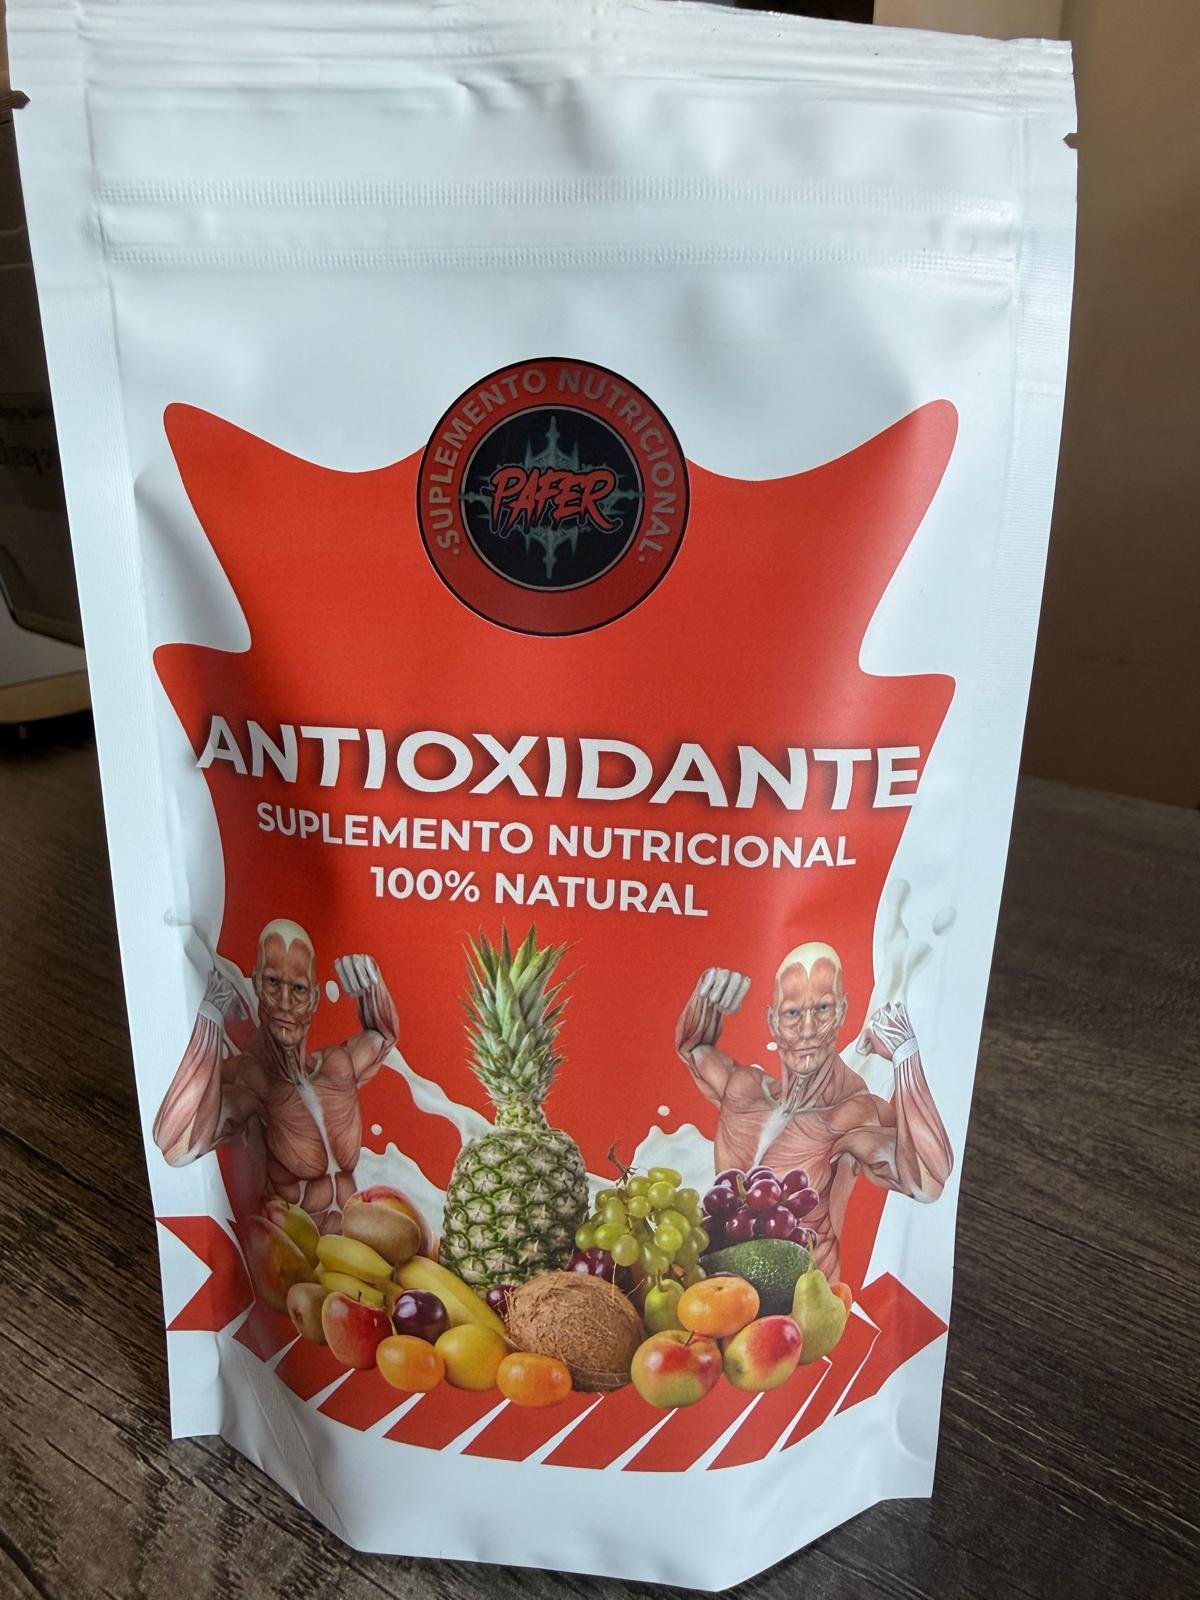 ·SUPLEMENTO NUTRICIONAL·
PAFER
ANTIOXIDANTE
SUPLEMENTO NUTRICIONAL
100% NATURAL